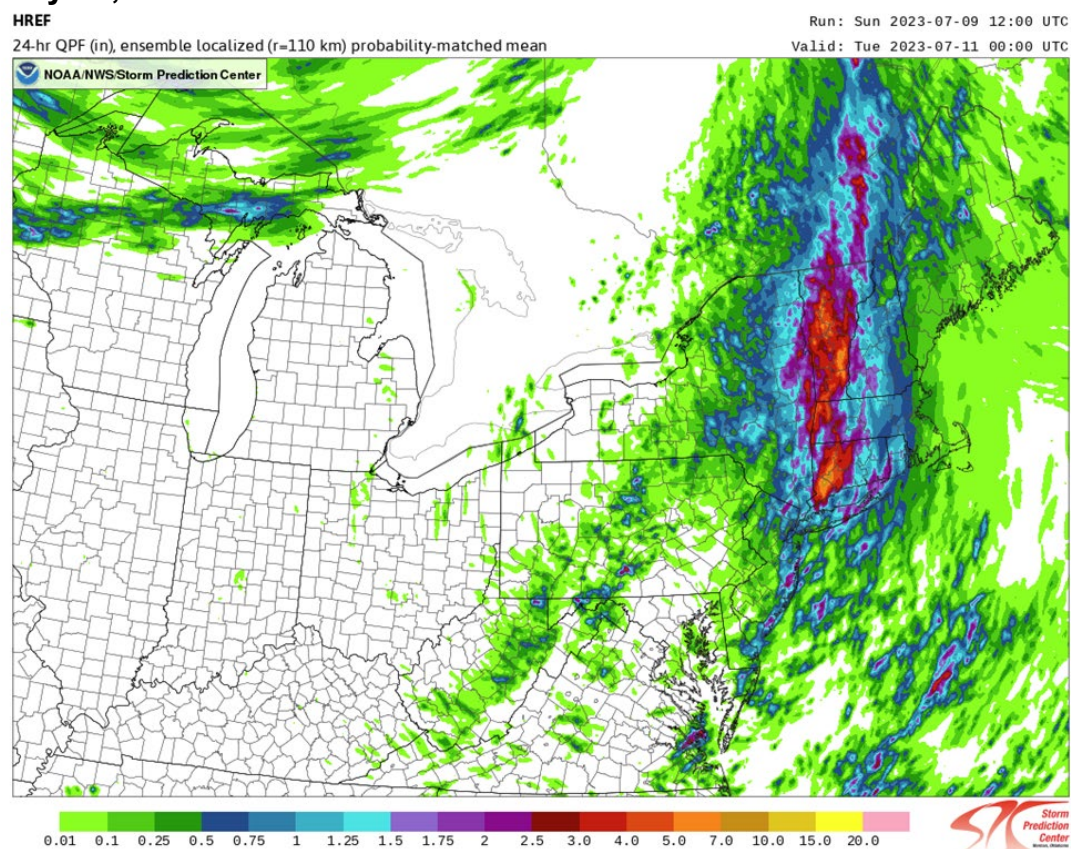 HREF
Run: Sun 2023-07-09 12:00 UTC
24-hr QPF (in), ensemble localized (r=110 km) probability-matched mean
Valid: Tue 2023-07-11 00:00 UTC
NOAA/NWS/Storm Prediction Center
0.01 0.1 0.25 0.5 0.75 1 1.25 1.5 1.75 2 2.5 3.0 4.0 5.0 7.0 10.0 15.0 20.0
Storm
Prediction
Center